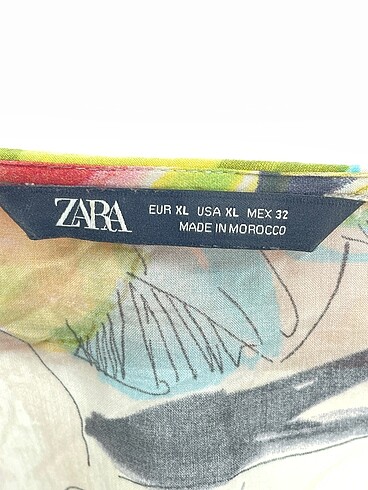 ZARA
EUR XL USA XL MEX 32
MADE IN MOROCCO